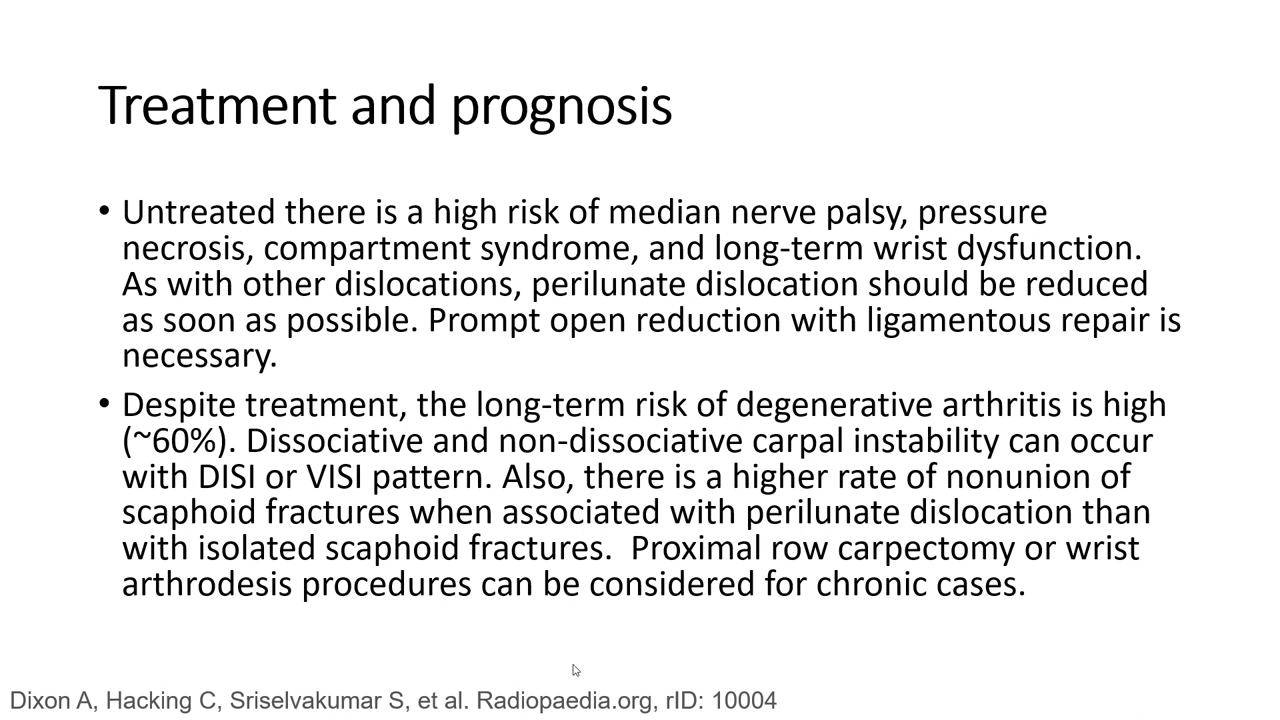 Treatment and prognosis
• Untreated there is a high risk of median nerve palsy, pressure
necrosis, compartment syndrome, and long-term wrist dysfunction.
As with other dislocations, perilunate dislocation should be reduced
as soon as possible. Prompt open reduction with ligamentous repair is
necessary.
• Despite treatment, the long-term risk of degenerative arthritis is high
(~60%). Dissociative and non-dissociative carpal instability can occur
with DISI or VISI pattern. Also, there is a higher rate of nonunion of
scaphoid fractures when associated with perilunate dislocation than
with isolated scaphoid fractures.  Proximal row carpectomy or wrist
arthrodesis procedures can be considered for chronic cases.
Dixon A, Hacking C, Sriselvakumar S, et al. Radiopaedia.org, rID: 10004